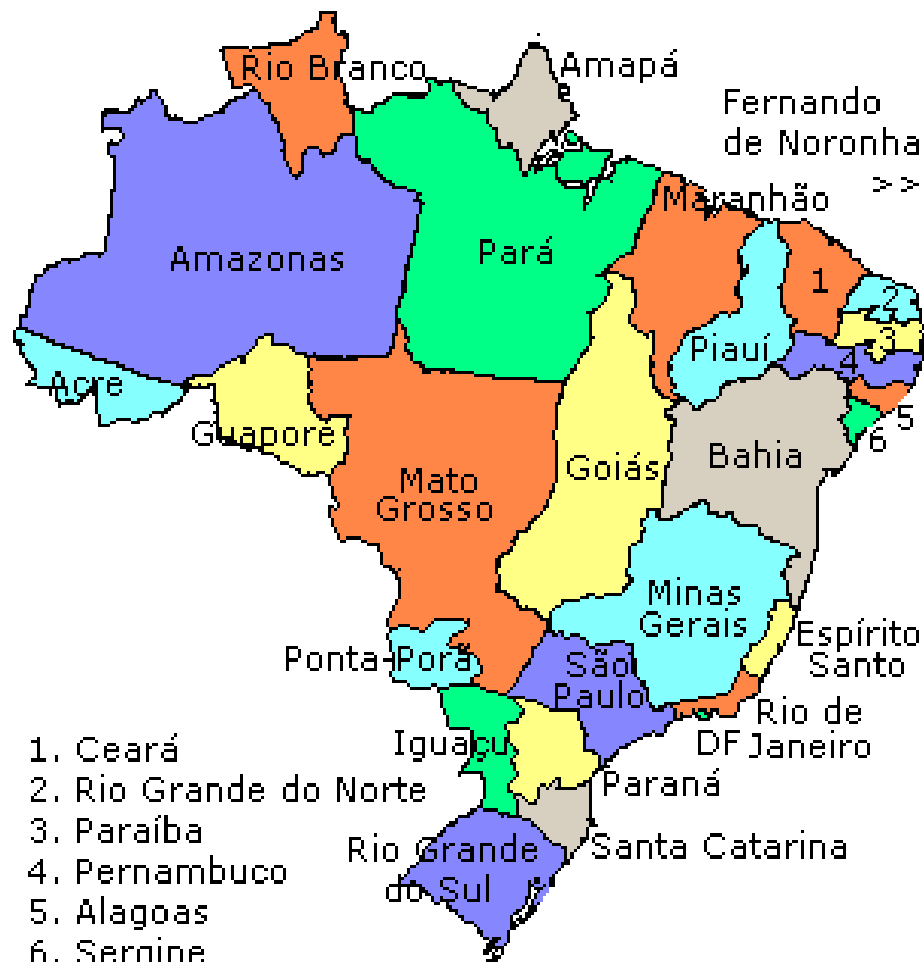 Rio Branco
Amapá
Fernando
de Noronha
>>
Maranhão
Amazonas
Pará
1
2
3
Piauí
4
Acre
5
Guaporé
6
Goiás
Bahia
Mato
Grosso
Minas
Gerais
Espírito
Santo
Ponta-Porã
São
Paulo
Rio de
Janeiro
DF
Iguaçu
Paraná
Santa Catarina
Rio Grande
do Sul
1. Ceará
2. Rio Grande do Norte
3. Paraíba
4. Pernambuco
5. Alagoas
6. Sergipe